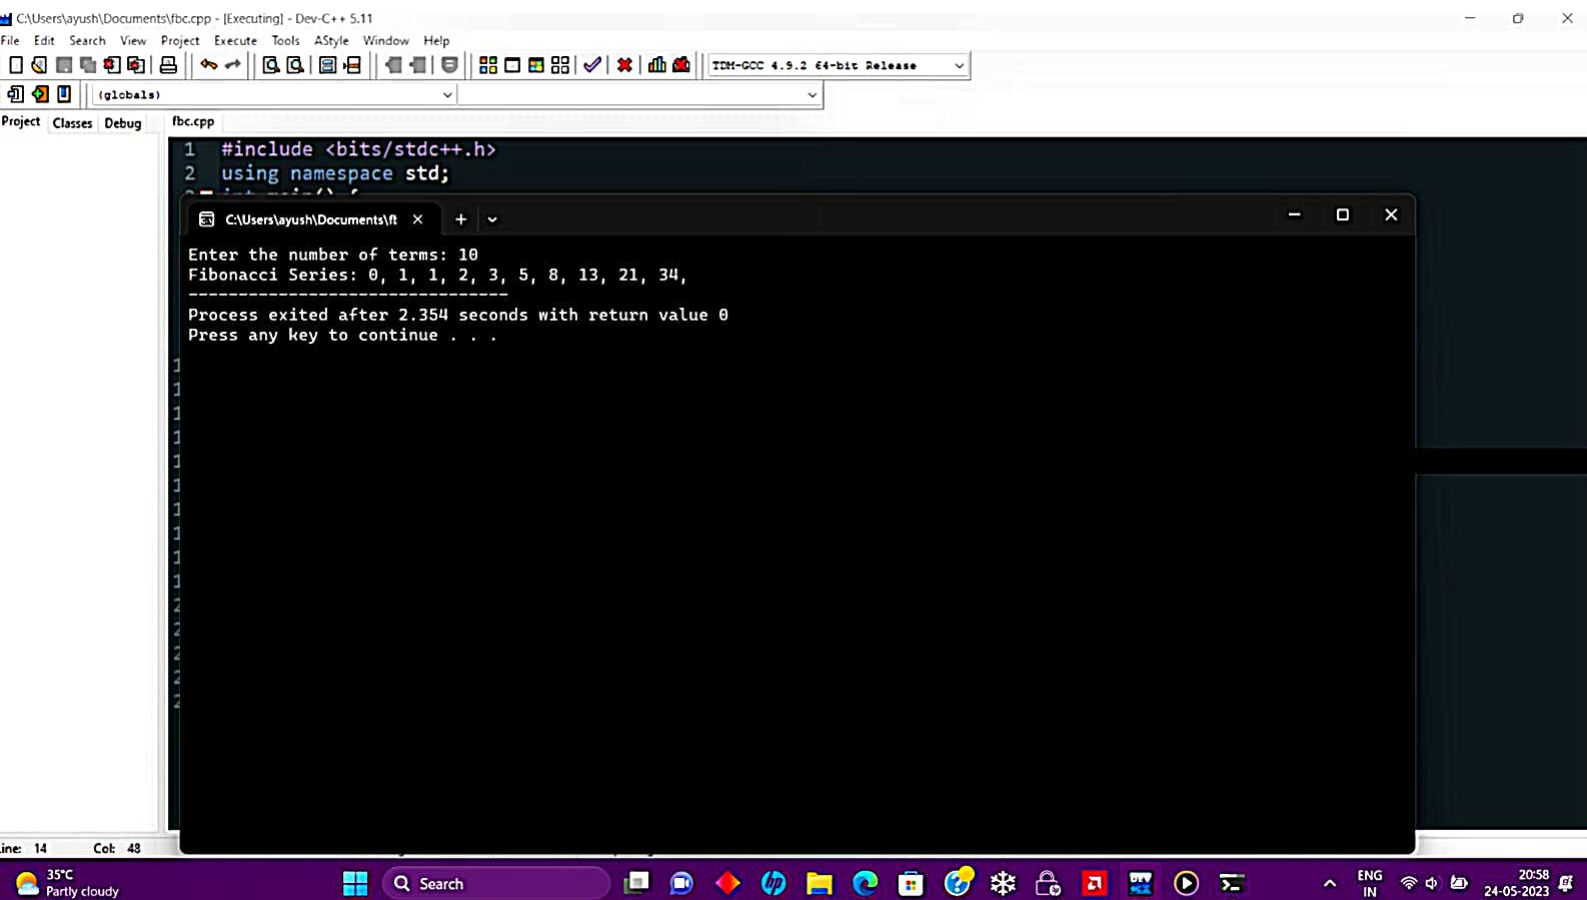 C:\Users\ayush\Documents\fbc.cpp - [Executing] - Dev-C++ 5.11
File Edit Search View Project Execute Tools AStyle Window Help
TDM-GCC 4.9.2 64-bit Release
(globals)
Project Classes Debug
fbc.cpp
1 #include <bits/stdc++.h>
2 using namespace std;
int main() {
C:\Users\ayush\Documents\ft
Enter the number of terms: 10
Fibonacci Series: 0, 1, 1, 2, 3, 5, 8, 13, 21, 34,
--------------------------------
Process exited after 2.354 seconds with return value 0
Press any key to continue . . .
Line: 14 Col: 48
35°C
Partly cloudy
Search
ENG
IN
20:58
24-05-2023